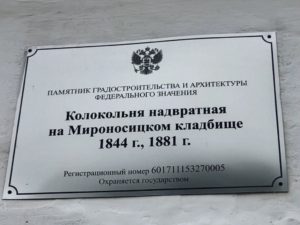 ПАМЯТНИК ГРАДОСТРОИТЕЛЬСТВА И АРХИТЕКТУРЫ
ФЕДЕРАЛЬНОГО ЗНАЧЕНИЯ
Колокольня надвратная
на Мироносицком кладбище
1844 г., 1881 г.
Регистрационный номер 601711153270005
Охраняется государством